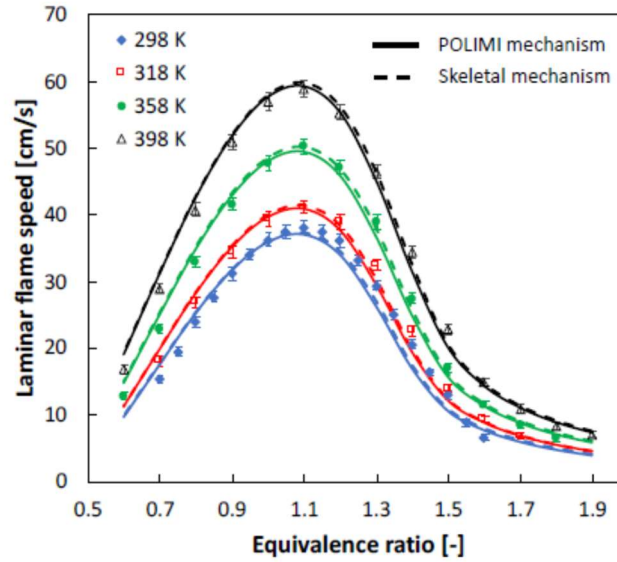 70
60
50
40
30
20
10
0
Laminar flame speed [cm/s]
298 K
318 K
358 K
398 K
POLIMI mechanism
Skeletal mechanism
0.5 0.7 0.9 1.1 1.3 1.5 1.7 1.9
Equivalence ratio [-]